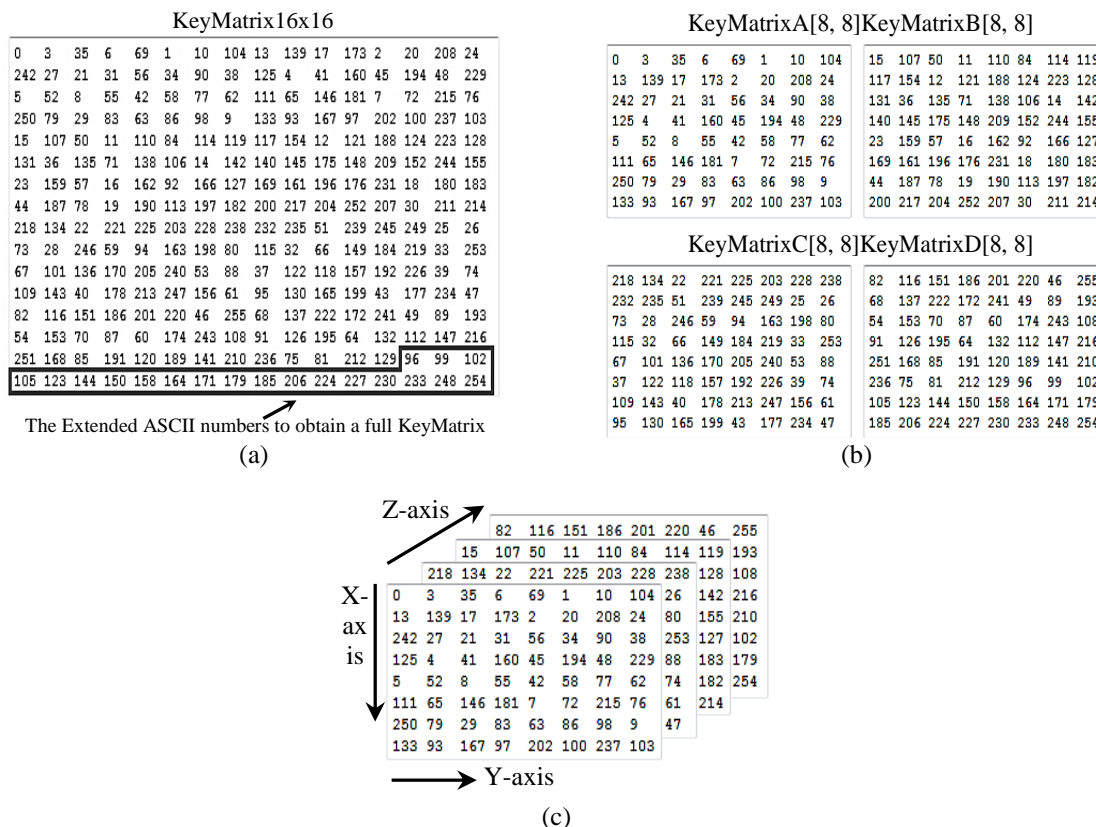 KeyMatrix16x16
0 3 35 6 69 1 10 104 13 139 17 173 2 20 208 24
242 27 21 31 56 34 90 38 125 4 41 160 45 194 48 229
5 52 8 55 42 58 77 62 111 65 146 181 7 72 215 76
250 79 29 83 63 86 98 9 133 93 167 97 202 100 237 103
15 107 50 11 110 84 114 119 117 154 12 121 188 124 223 128
131 36 135 71 138 106 14 142 140 145 175 148 209 152 244 155
23 159 57 16 162 92 166 127 169 161 196 176 231 18 180 183
44 187 78 19 190 113 197 182 200 217 204 252 207 30 211 214
218 134 22 221 225 203 228 238 232 235 51 239 245 249 25 26
73 28 246 59 94 163 198 80 115 32 66 149 184 219 33 253
67 101 136 170 205 240 53 88 37 122 118 157 192 226 39 74
109 143 40 178 213 247 156 61 95 130 165 199 43 177 234 47
82 116 151 186 201 220 46 255 68 137 222 172 241 49 89 193
54 153 70 87 60 174 243 108 91 126 195 64 132 112 147 216
251 168 85 191 120 189 141 210 236 75 81 212 129 96 99 102
105 123 144 150 158 164 171 179 185 206 224 227 230 233 248 254
The Extended ASCII numbers to obtain a full KeyMatrix
(a)
KeyMatrixA[8, 8]KeyMatrixB[8, 8]
0 3 35 6 69 1 10 104
13 139 17 173 2 20 208 24
242 27 21 31 56 34 90 38
125 4 41 160 45 194 48 229
5 52 8 55 42 58 77 62
111 65 146 181 7 72 215 76
250 79 29 83 63 86 98 9
133 93 167 97 202 100 237 103
15 107 50 11 110 84 114 119
117 154 12 121 188 124 223 128
131 36 135 71 138 106 14 142
140 145 175 148 209 152 244 155
23 159 57 16 162 92 166 127
169 161 196 176 231 18 180 183
44 187 78 19 190 113 197 182
200 217 204 252 207 30 211 214
KeyMatrixC[8, 8]KeyMatrixD[8, 8]
218 134 22 221 225 203 228 238
232 235 51 239 245 249 25 26
73 28 246 59 94 163 198 80
115 32 66 149 184 219 33 253
67 101 136 170 205 240 53 88
37 122 118 157 192 226 39 74
109 143 40 178 213 247 156 61
95 130 165 199 43 177 234 47
82 116 151 186 201 220 46 255
68 137 222 172 241 49 89 193
54 153 70 87 60 174 243 108
91 126 195 64 132 112 147 216
251 168 85 191 120 189 141 210
236 75 81 212 129 96 99 102
105 123 144 150 158 164 171 179
185 206 224 227 230 233 248 254
(b)
Z-axis
X-
ax
is
82 116 151 186 201 220 46 255
15 107 50 11 110 84 114 119 193
218 134 22 221 225 203 228 238 128 108
0 3 35 6 69 1 10 104 26 142 216
13 139 17 173 2 20 208 24 80 155 210
242 27 21 31 56 34 90 38 253 127 102
125 4 41 160 45 194 48 229 88 183 179
5 52 8 55 42 58 77 62 74 182 254
111 65 146 181 7 72 215 76 61 214
250 79 29 83 63 86 98 9 47
133 93 167 97 202 100 237 103
Y-axis
(c)